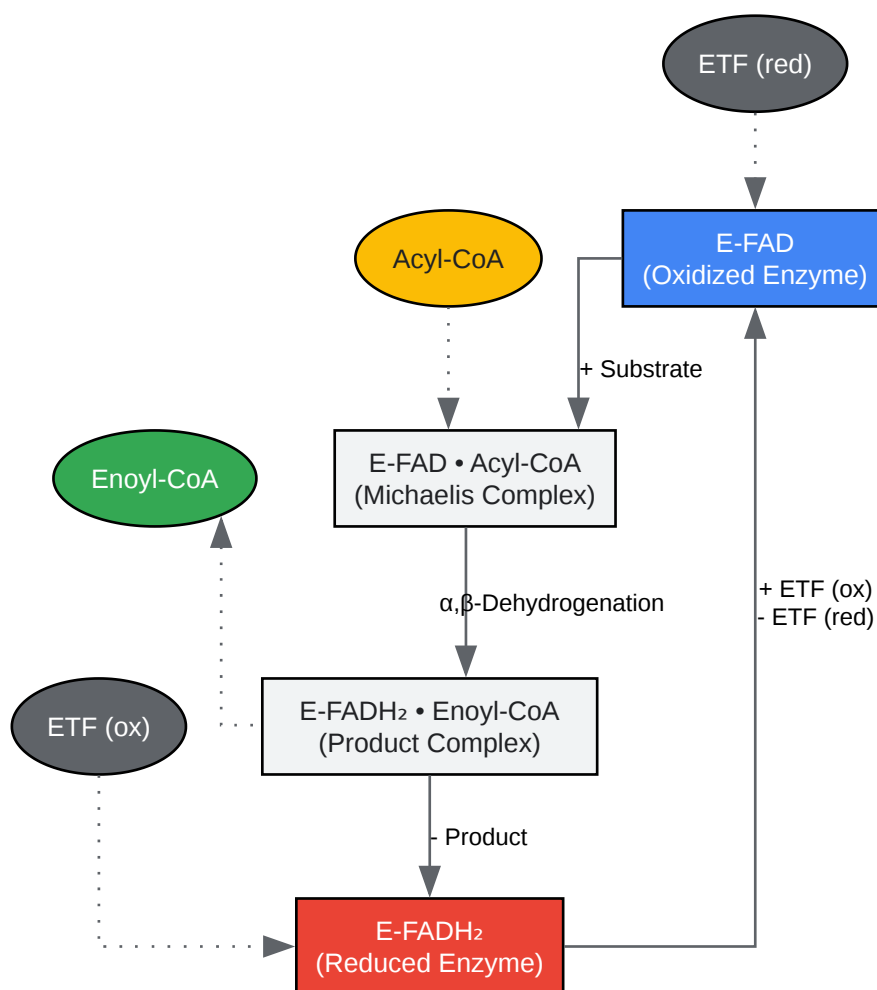 ETF (red)
E-FAD
(Oxidized Enzyme)
Acyl-CoA
+ Substrate
E-FAD • Acyl-CoA
(Michaelis Complex)
Enoyl-CoA
α,β-Dehydrogenation
+ ETF (ox)
- ETF (red)
E-FADH₂ • Enoyl-CoA
(Product Complex)
ETF (ox)
- Product
E-FADH₂
(Reduced Enzyme)